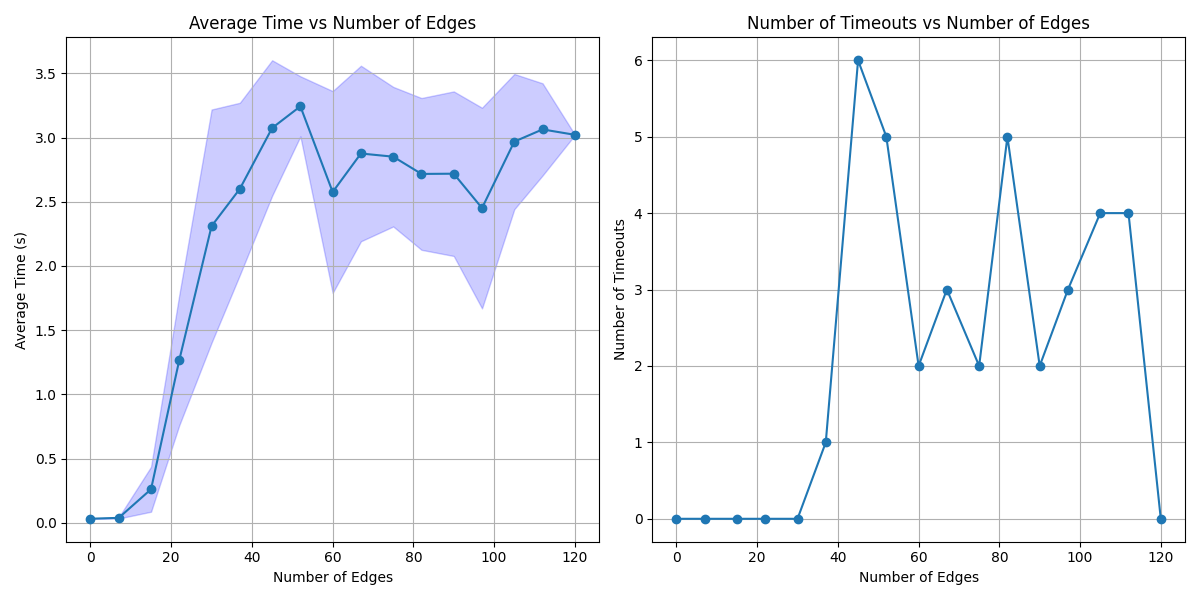 Average Time vs Number of Edges
Average Time (s)
3.5
3.0
2.5
2.0
1.5
1.0
0.5
0.0
0 20 40 60 80 100 120
Number of Edges
Number of Timeouts vs Number of Edges
Number of Timeouts
6
5
4
3
2
1
0
0 20 40 60 80 100 120
Number of Edges